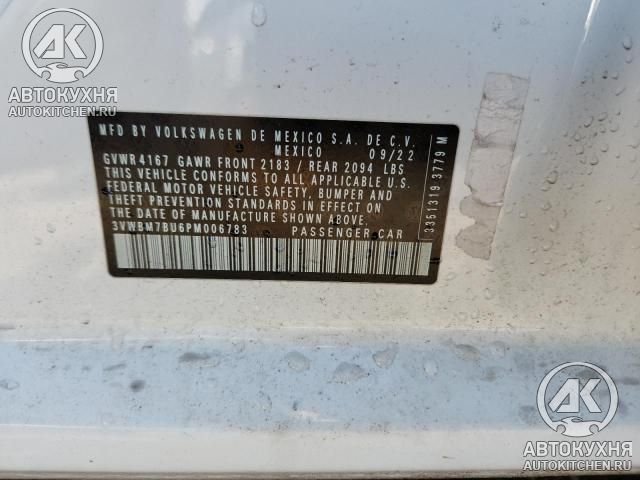 AK
АВТОКУХНЯ
AUTOKITCHEN.RU
MFD BY VOLKSWAGEN DE MEXICO S.A. DE C.V.
MEXICO 09/22
GVWR4167 GAWR FRONT 2183 / REAR 2094 LBS
THIS VEHICLE CONFORMS TO ALL APPLICABLE U.S.
FEDERAL MOTOR VEHICLE SAFETY, BUMPER AND
THEFT PREVENTION STANDARDS IN EFFECT ON
THE DATE OF MANUFACTURE SHOWN ABOVE.
3VWBM7BU6PM006783 PASSENGER CAR
3351319 3779 M
AK
АВТОКУХНЯ
AUTOKITCHEN.RU